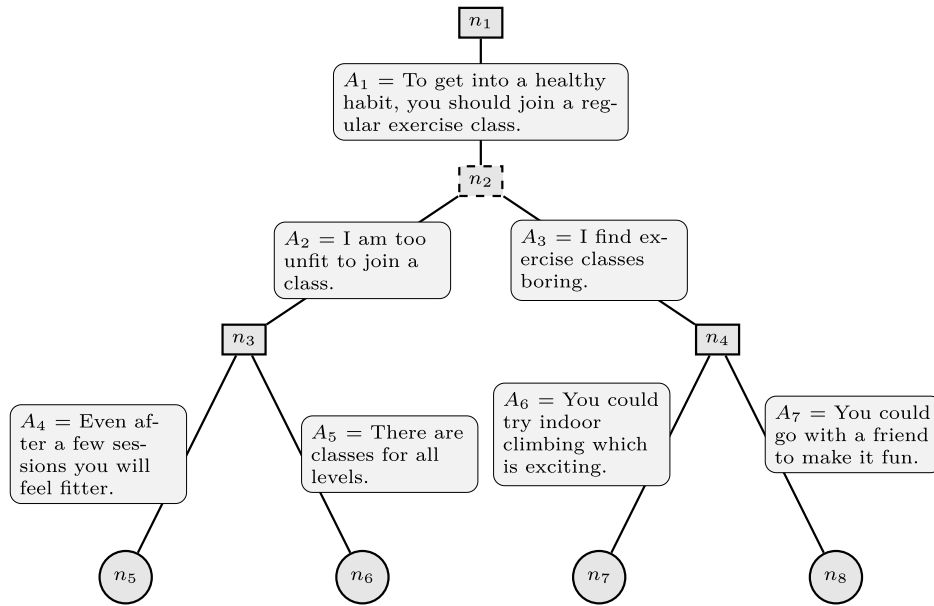 n1
A1 = To get into a healthy
habit, you should join a reg-
ular exercise class.
n2
A2 = I am too
unfit to join a
class.
A3 = I find ex-
ercise classes
boring.
n3
n4
A4 = Even af-
ter a few ses-
sions you will
feel fitter.
A5 = There are
classes for all
levels.
A6 = You could
try indoor
climbing which
is exciting.
A7 = You could
go with a friend
to make it fun.
n5
n6
n7
n8